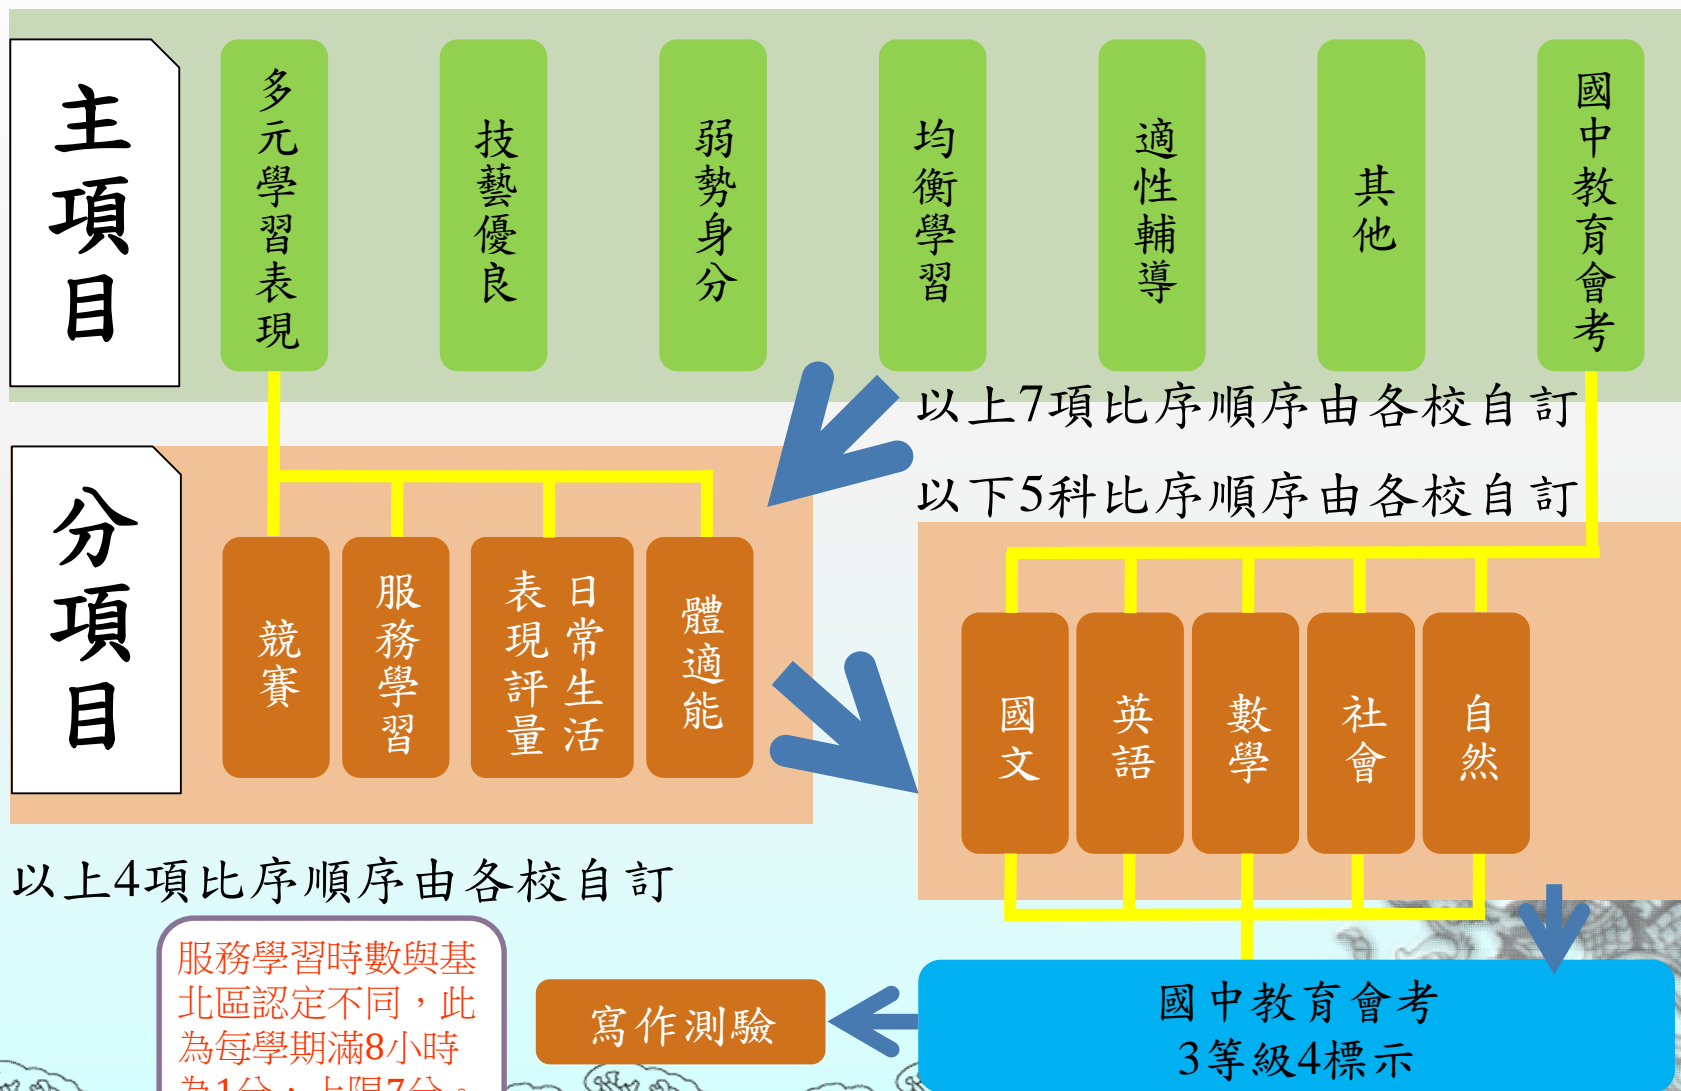 主項目
多元學習表現
技藝優良
弱勢身分
均衡學習
適性輔導
其他
國中教育會考
以上7項比序順序由各校自訂
以下5科比序順序由各校自訂
分項目
競賽
服務學習
日常生活
表現評量
體適能
國文
英語
數學
社會
自然
以上4項比序順序由各校自訂
服務學習時數與基
北區認定不同，此
為每學期滿8小時
為1分，上限7分。
寫作測驗
國中教育會考
3等級4標示